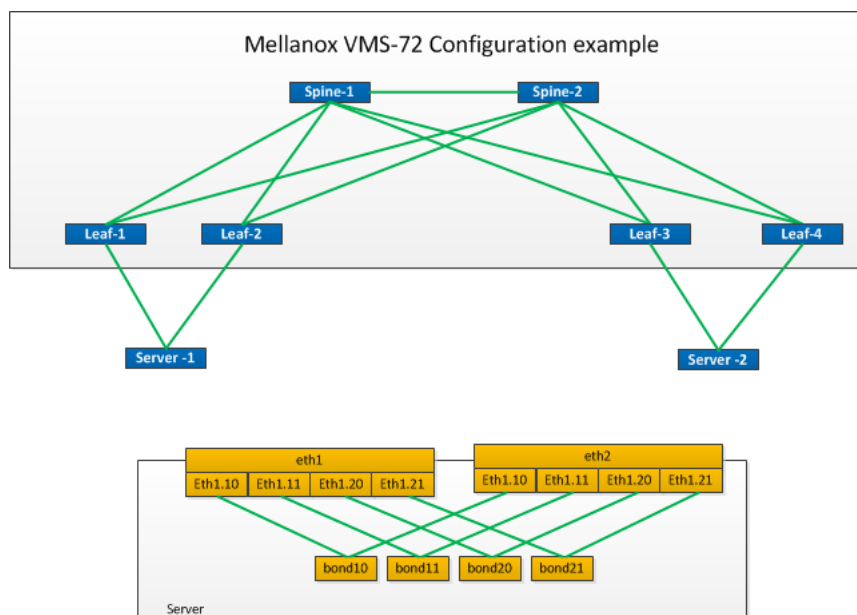 Mellanox VMS-72 Configuration example
Spine-1 Spine-2
Leaf-1 Leaf-2 Leaf-3 Leaf-4
Server -1 Server -2
eth1 eth2
Eth1.10 Eth1.11 Eth1.20 Eth1.21 Eth1.10 Eth1.11 Eth1.20 Eth1.21
bond10 bond11 bond20 bond21
Server